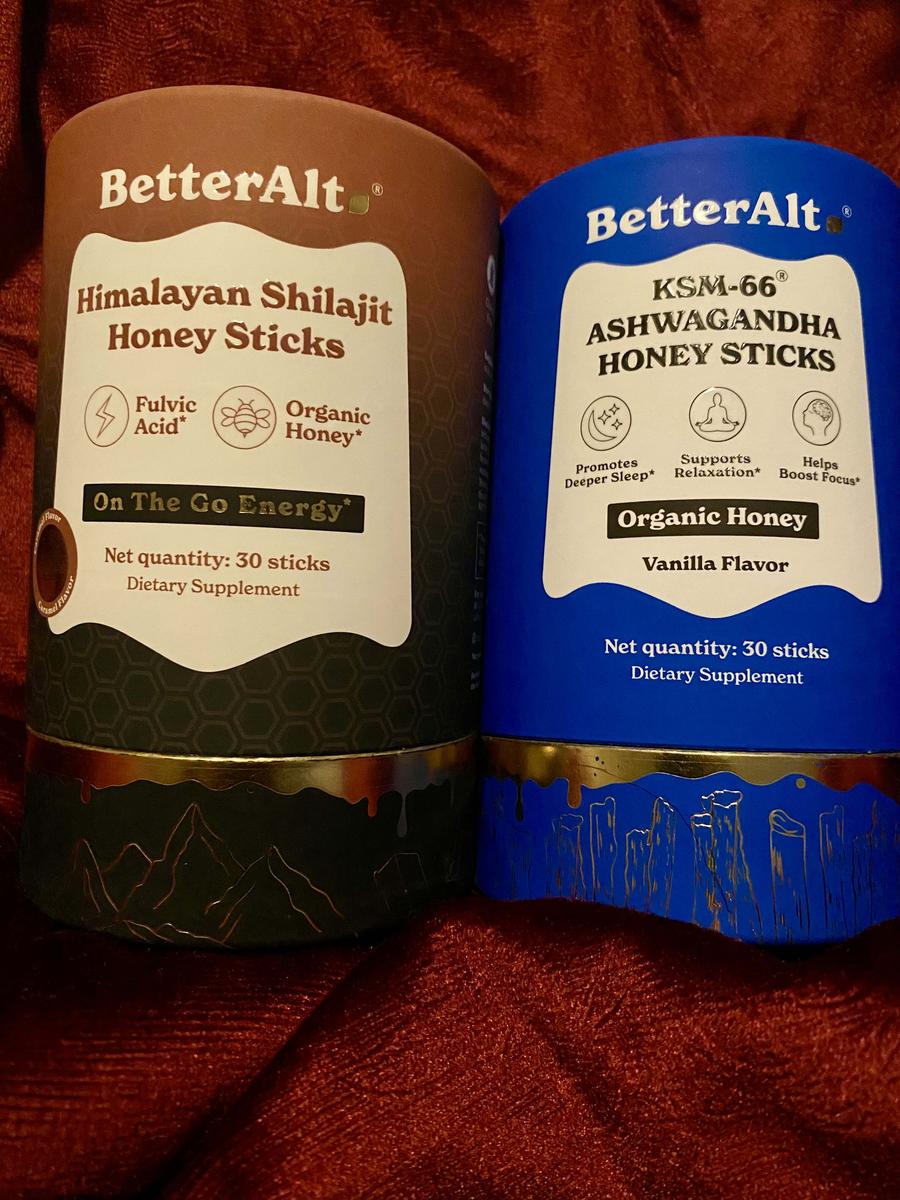 BetterAlt®
Himalayan Shilajit
Honey Sticks
Fulvic
Acid*
Organic
Honey*
On The Go Energy*
Net quantity: 30 sticks
Dietary Supplement
Caramel Flavor
BetterAlt®
KSM-66®
ASHWAGANDHA
HONEY STICKS
Promotes
Deeper Sleep*
Supports
Relaxation*
Helps
Boost Focus*
Organic Honey
Vanilla Flavor
Net quantity: 30 sticks
Dietary Supplement